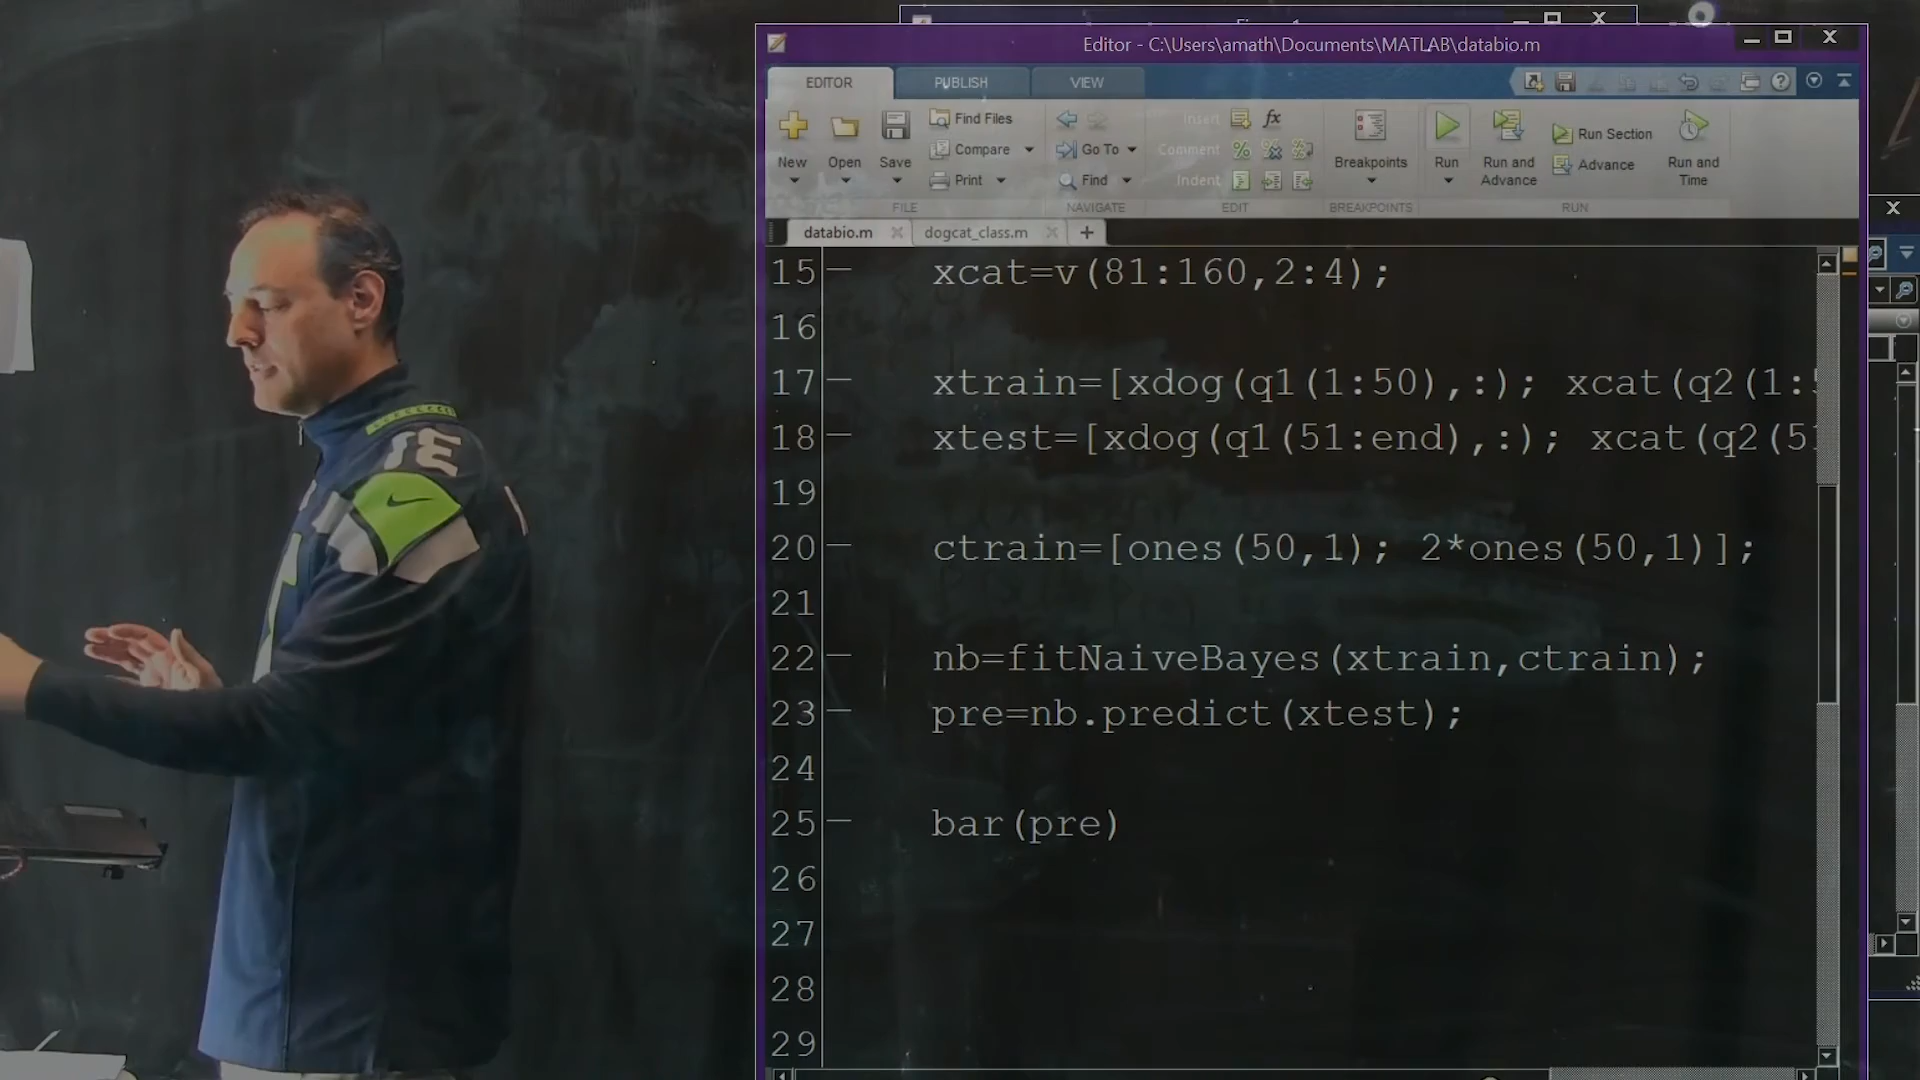 Editor - C:\Users\amath\Documents\MATLAB\databio.m
EDITOR PUBLISH VIEW
New
Open
Save
Find Files
Compare
Print
FILE
Go To
Find
NAVIGATE
Insert
Comment
Indent
EDIT
Breakpoints
BREAKPOINTS
Run
Run and Advance
Run Section
Advance
Run and Time
RUN
databio.m dogcat_class.m
15 xcat=v(81:160,2:4);
16
17 xtrain=[xdog(q1(1:50),:); xcat(q2(1:5
18 xtest=[xdog(q1(51:end),:); xcat(q2(51
19
20 ctrain=[ones(50,1); 2*ones(50,1)];
21
22 nb=fitNaiveBayes(xtrain,ctrain);
23 pre=nb.predict(xtest);
24
25 bar(pre)
26
27
28
29